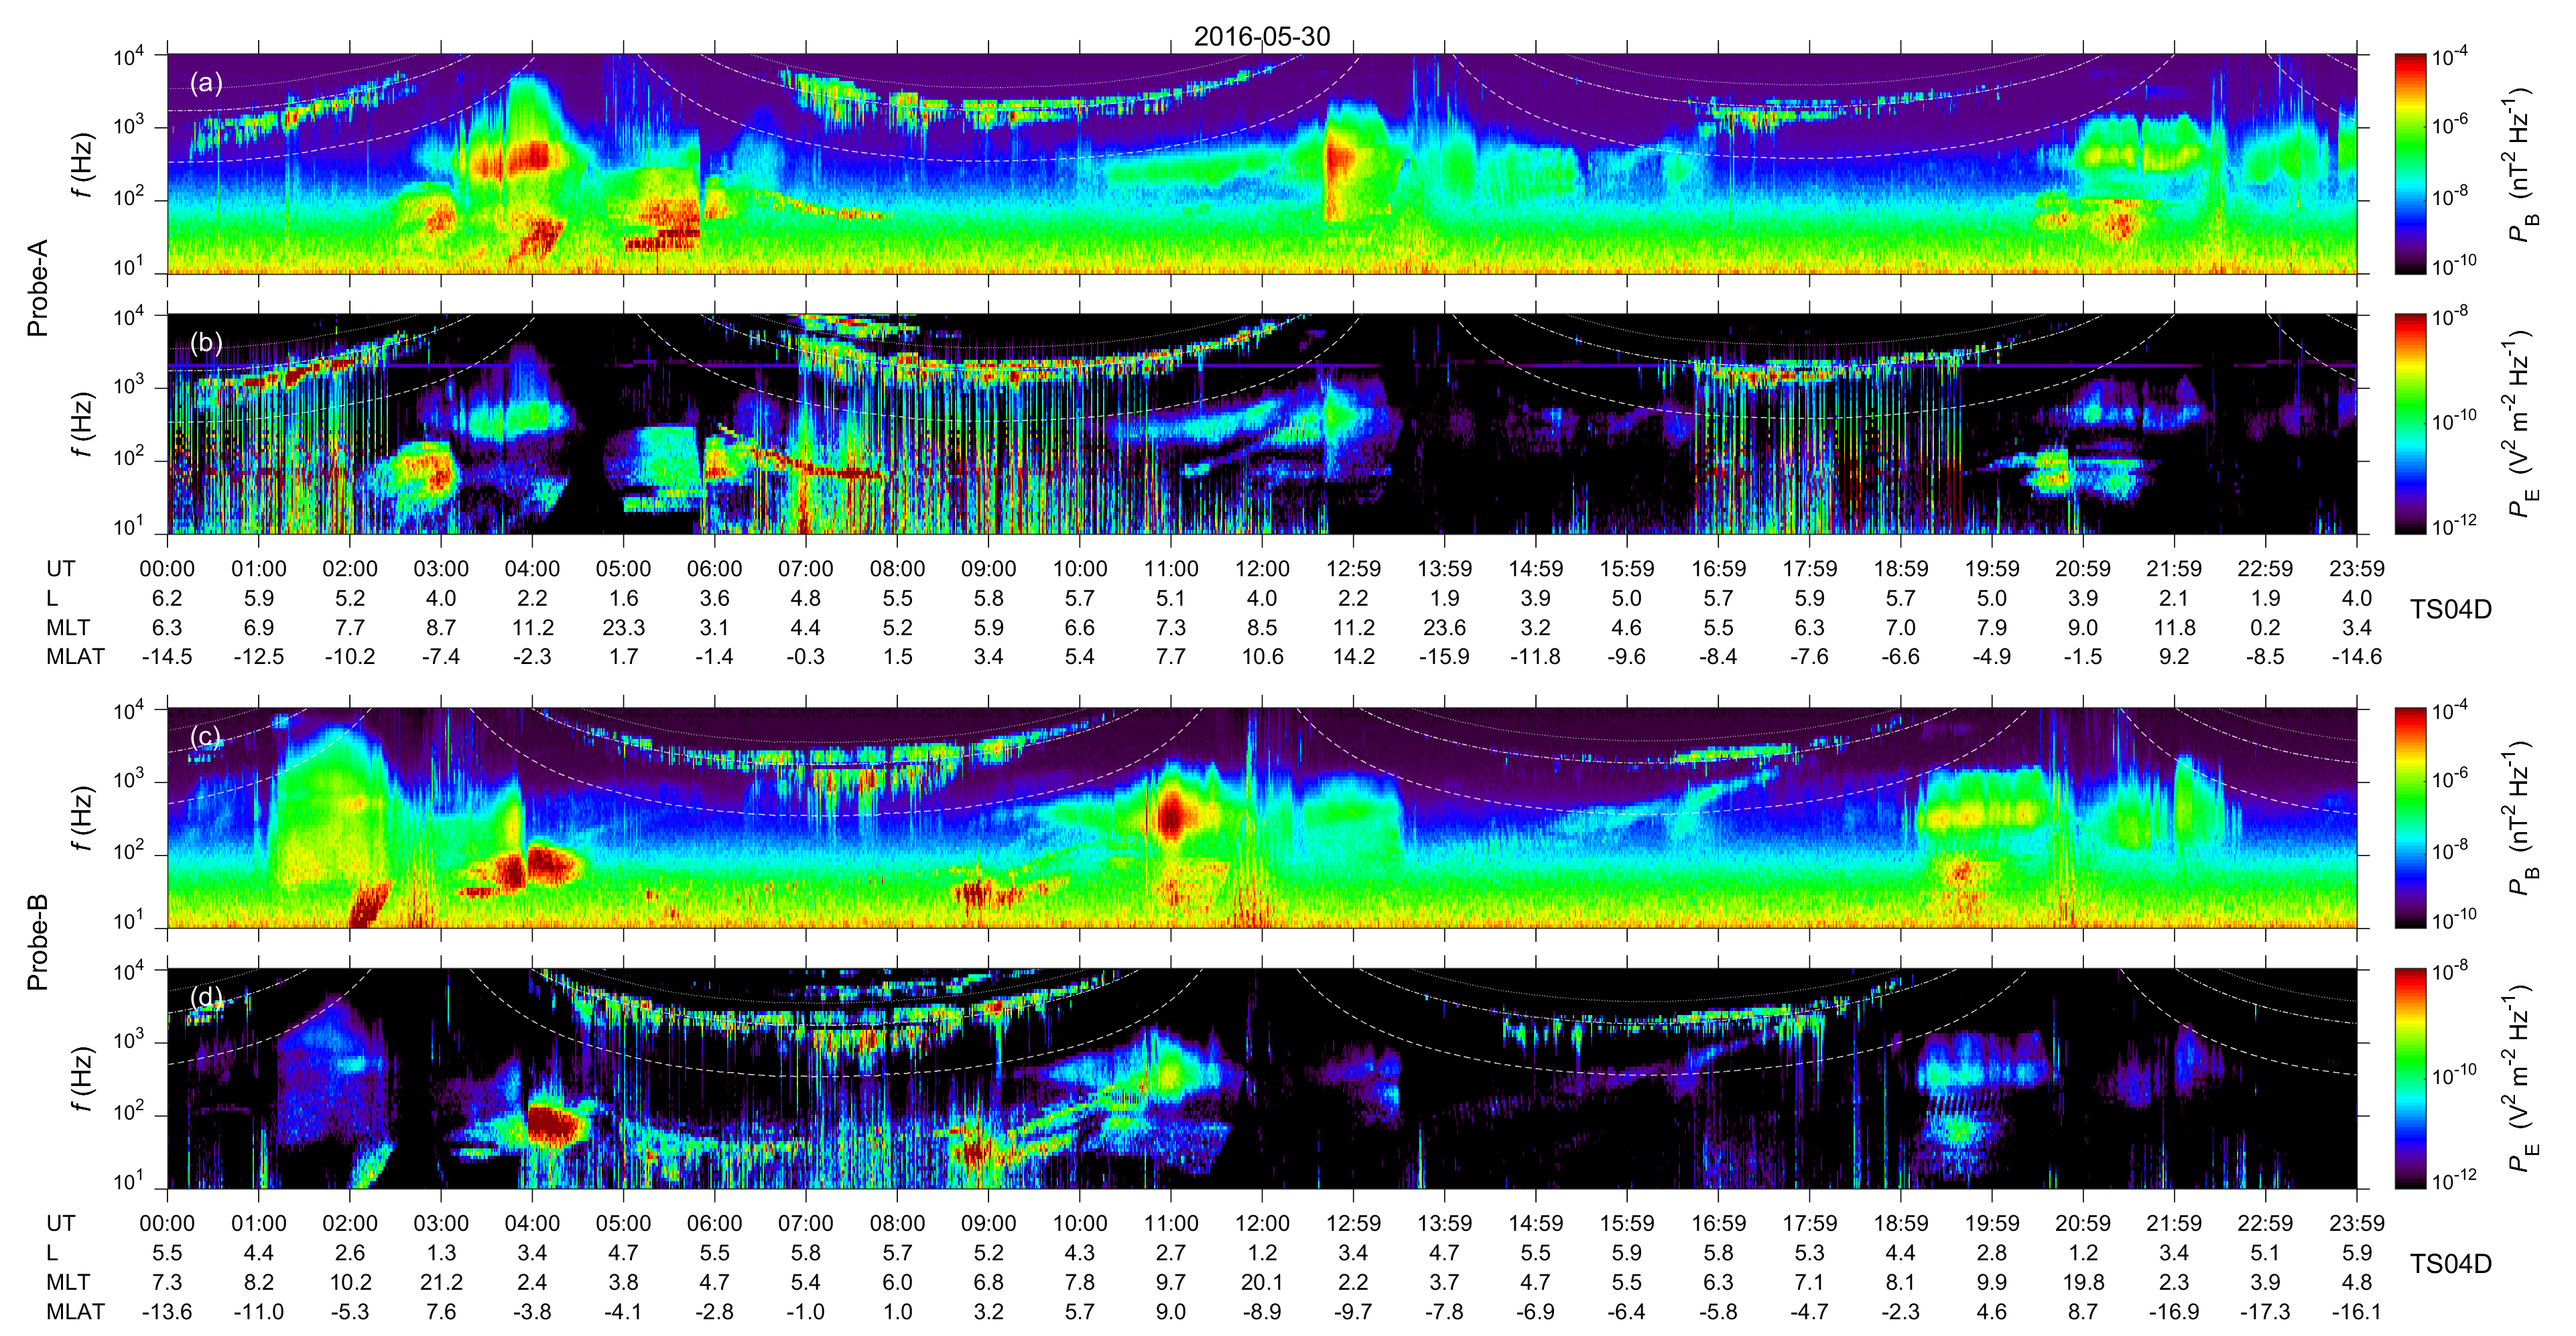 2016-05-30
Probe-A
(a)
f (Hz)
10^4
10^3
10^2
10^1
10^-4
10^-6
10^-8
10^-10
P_B (nT^2 Hz^-1)
(b)
f (Hz)
10^4
10^3
10^2
10^1
10^-8
10^-10
10^-12
P_E (V^2 m^-2 Hz^-1)
UT 00:00 01:00 02:00 03:00 04:00 05:00 06:00 07:00 08:00 09:00 10:00 11:00 12:00 12:59 13:59 14:59 15:59 16:59 17:59 18:59 19:59 20:59 21:59 22:59 23:59
L 6.2 5.9 5.2 4.0 2.2 1.6 3.6 4.8 5.5 5.8 5.7 5.1 4.0 2.2 1.9 3.9 5.0 5.7 5.9 5.7 5.0 3.9 2.1 1.9 4.0
MLT 6.3 6.9 7.7 8.7 11.2 23.3 3.1 4.4 5.2 5.9 6.6 7.3 8.5 11.2 23.6 3.2 4.6 5.5 6.3 7.0 7.9 9.0 11.8 0.2 3.4
MLAT -14.5 -12.5 -10.2 -7.4 -2.3 1.7 -1.4 -0.3 1.5 3.4 5.4 7.7 10.6 14.2 -15.9 -11.8 -9.6 -8.4 -7.6 -6.6 -4.9 -1.5 9.2 -8.5 -14.6
TS04D
Probe-B
(c)
f (Hz)
10^4
10^3
10^2
10^1
10^-4
10^-6
10^-8
10^-10
P_B (nT^2 Hz^-1)
(d)
f (Hz)
10^4
10^3
10^2
10^1
10^-8
10^-10
10^-12
P_E (V^2 m^-2 Hz^-1)
UT 00:00 01:00 02:00 03:00 04:00 05:00 06:00 07:00 08:00 09:00 10:00 11:00 12:00 12:59 13:59 14:59 15:59 16:59 17:59 18:59 19:59 20:59 21:59 22:59 23:59
L 5.5 4.4 2.6 1.3 3.4 4.7 5.5 5.8 5.7 5.2 4.3 2.7 1.2 3.4 4.7 5.5 5.9 5.8 5.3 4.4 2.8 1.2 3.4 5.1 5.9
MLT 7.3 8.2 10.2 21.2 2.4 3.8 4.7 5.4 6.0 6.8 7.8 9.7 20.1 2.2 3.7 4.7 5.5 6.3 7.1 8.1 9.9 19.8 2.3 3.9 4.8
MLAT -13.6 -11.0 -5.3 7.6 -3.8 -4.1 -2.8 -1.0 1.0 3.2 5.7 9.0 -8.9 -9.7 -7.8 -6.9 -6.4 -5.8 -4.7 -2.3 4.6 8.7 -16.9 -17.3 -16.1
TS04D